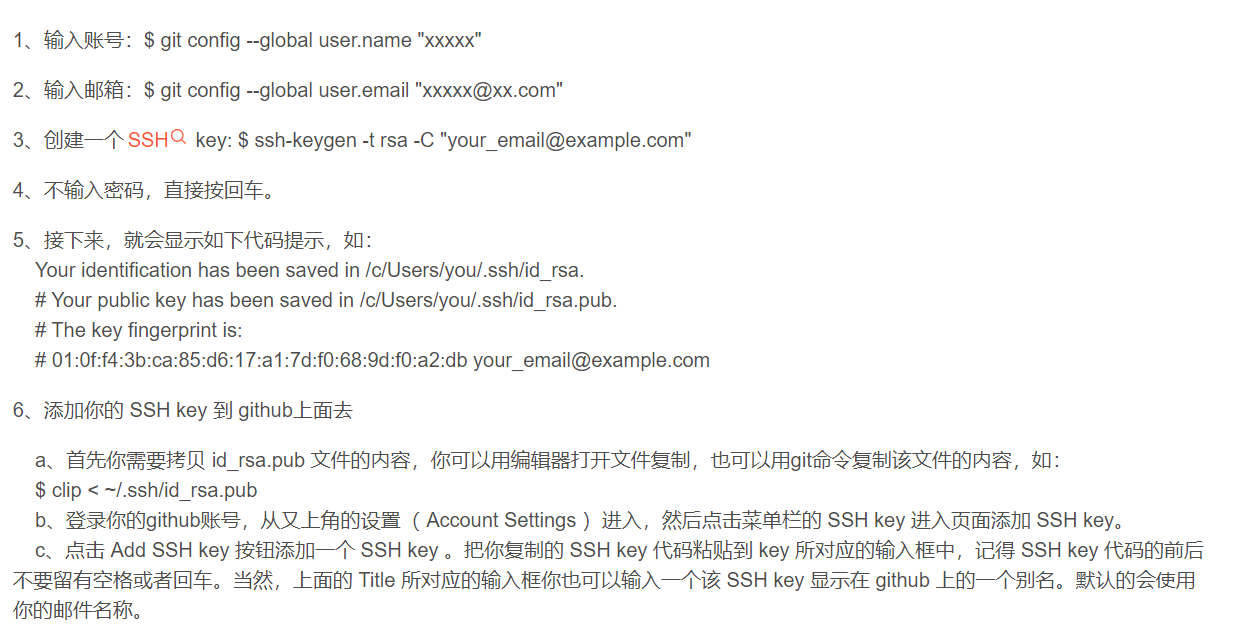 1、输入账号：$ git config --global user.name "xxxxx"
2、输入邮箱：$ git config --global user.email "xxxxx@xx.com"
3、创建一个 SSH key: $ ssh-keygen -t rsa -C "your_email@example.com"
4、不输入密码，直接按回车。
5、接下来，就会显示如下代码提示，如：
Your identification has been saved in /c/Users/you/.ssh/id_rsa.
# Your public key has been saved in /c/Users/you/.ssh/id_rsa.pub.
# The key fingerprint is:
# 01:0f:f4:3b:ca:85:d6:17:a1:7d:f0:68:9d:f0:a2:db your_email@example.com
6、添加你的 SSH key 到 github上面去
a、首先你需要拷贝 id_rsa.pub 文件的内容，你可以用编辑器打开文件复制，也可以用git命令复制该文件的内容，如：
$ clip < ~/.ssh/id_rsa.pub
b、登录你的github账号，从又上角的设置（ Account Settings ）进入，然后点击菜单栏的 SSH key 进入页面添加 SSH key。
c、点击 Add SSH key 按钮添加一个 SSH key 。把你复制的 SSH key 代码粘贴到 key 所对应的输入框中，记得 SSH key 代码的前后
不要留有空格或者回车。当然，上面的 Title 所对应的输入框你也可以输入一个该 SSH key 显示在 github 上的一个别名。默认的会使用
你的邮件名称。